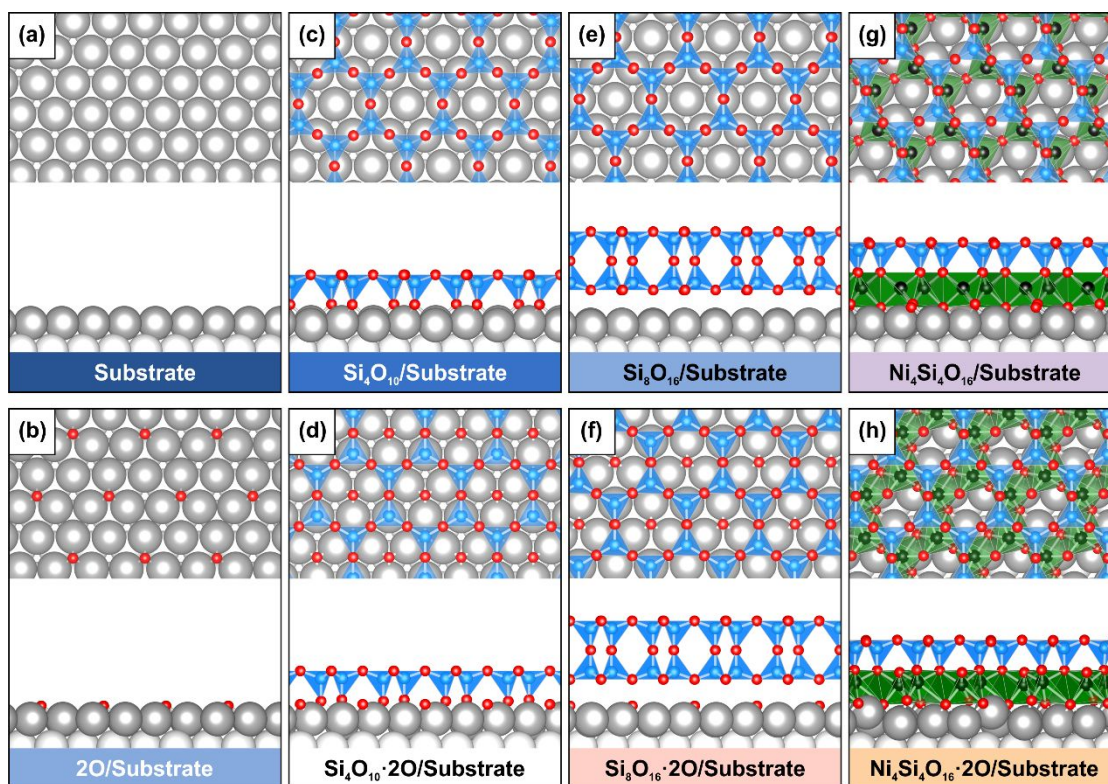 (a)
Substrate
(c)
Si₄O₁₀/Substrate
(e)
Si₈O₁₆/Substrate
(g)
Ni₄Si₄O₁₆/Substrate
(b)
2O/Substrate
(d)
Si₄O₁₀·2O/Substrate
(f)
Si₈O₁₆·2O/Substrate
(h)
Ni₄Si₄O₁₆·2O/Substrate